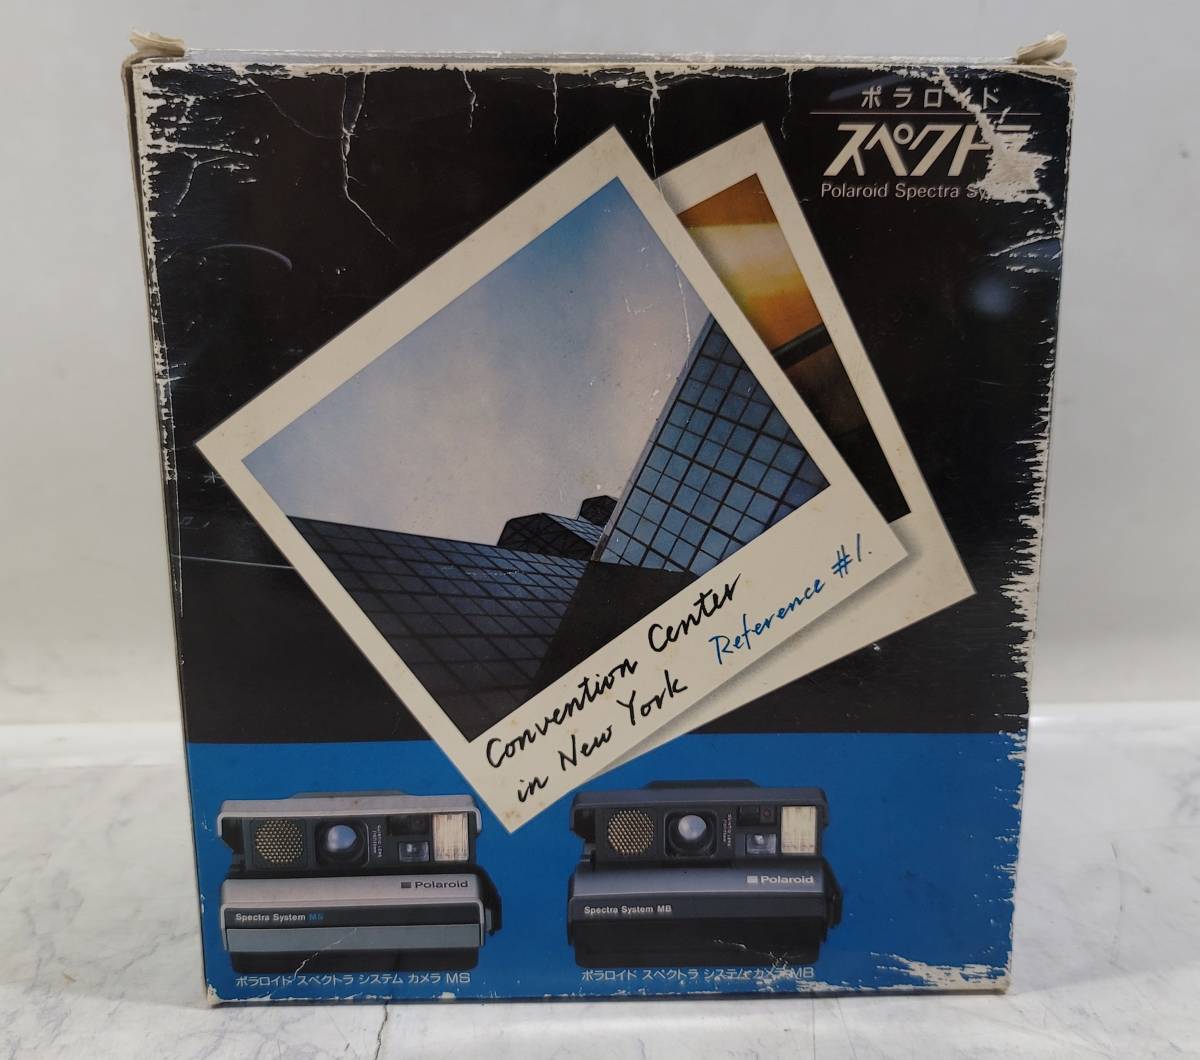 ポラロイド
スペクトラ
Polaroid Spectra
Convention Center
in New York
Reference #1.
Polaroid
Spectra System MS
ポラロイド スペクトラ システム カメラ MS
Polaroid
Spectra System MB
ポラロイド スペクトラ システム カメラ MB